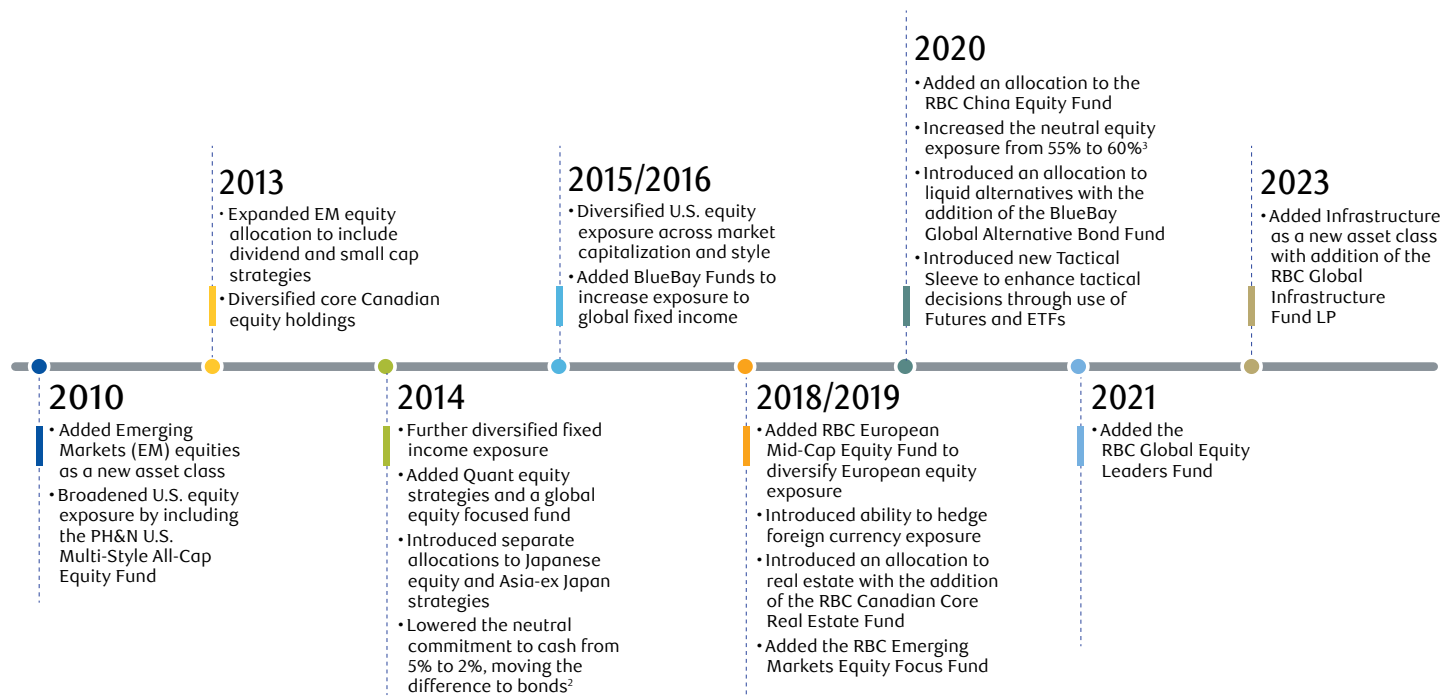 2010
• Added Emerging
Markets (EM) equities
as a new asset class
• Broadened U.S. equity
exposure by including
the PH&N U.S.
Multi-Style All-Cap
Equity Fund
2013
• Expanded EM equity
allocation to include
dividend and small cap
strategies
• Diversified core Canadian
equity holdings
2014
• Further diversified fixed
income exposure
• Added Quant equity
strategies and a global
equity focused fund
• Introduced separate
allocations to Japanese
equity and Asia-ex Japan
strategies
• Lowered the neutral
commitment to cash from
5% to 2%, moving the
difference to bonds²
2015/2016
• Diversified U.S. equity
exposure across market
capitalization and style
• Added BlueBay Funds to
increase exposure to
global fixed income
2018/2019
• Added RBC European
Mid-Cap Equity Fund to
diversify European equity
exposure
• Introduced ability to hedge
foreign currency exposure
• Introduced an allocation to
real estate with the addition
of the RBC Canadian Core
Real Estate Fund
• Added the RBC Emerging
Markets Equity Focus Fund
2020
• Added an allocation to the
RBC China Equity Fund
• Increased the neutral equity
exposure from 55% to 60%³
• Introduced an allocation to
liquid alternatives with the
addition of the BlueBay
Global Alternative Bond Fund
• Introduced new Tactical
Sleeve to enhance tactical
decisions through use of
Futures and ETFs
2021
• Added the
RBC Global Equity
Leaders Fund
2023
• Added Infrastructure
as a new asset class
with addition of the
RBC Global
Infrastructure
Fund LP